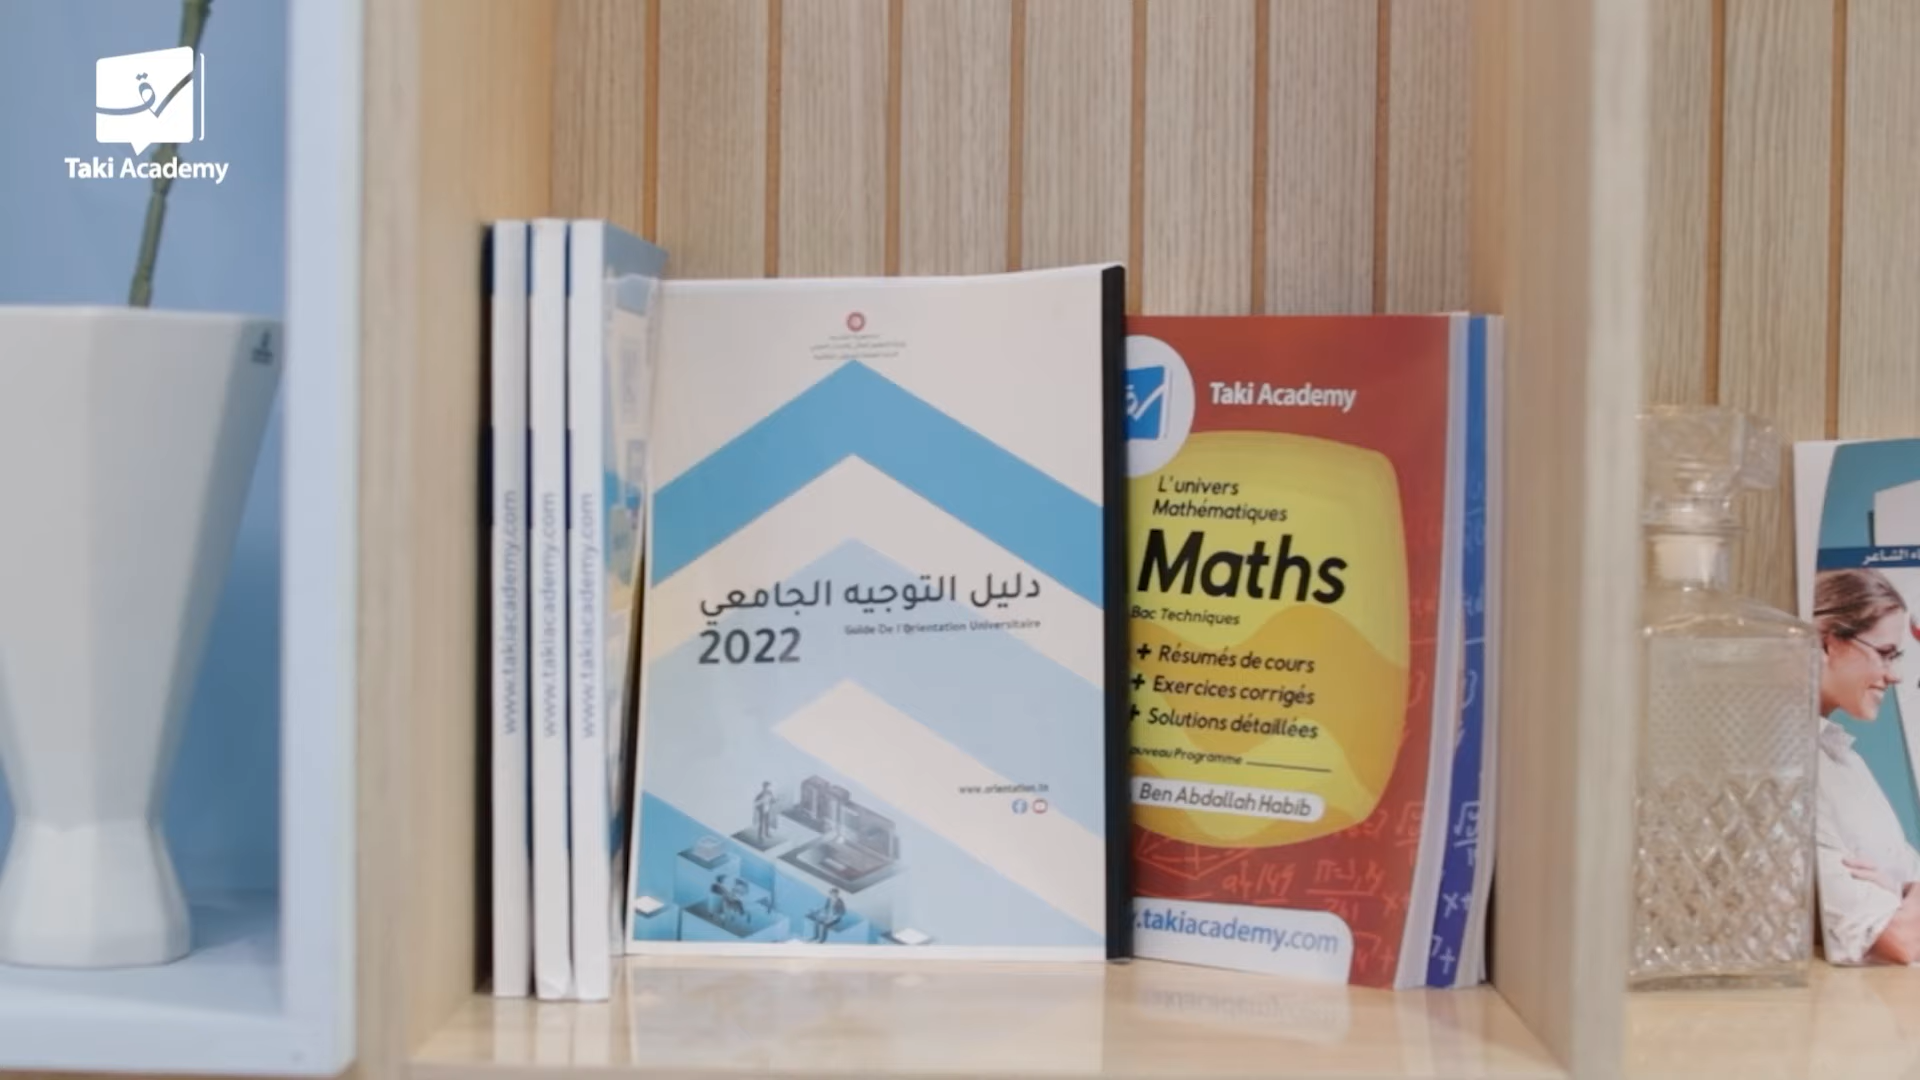 Taki Academy
www.takiacademy.com
www.takiacademy.com
www.takiacademy.com
دليل التوجيه الجامعي
2022
Guide De l'Orientation Universitaire
www.orientation.tn
Taki Academy
L'univers
Mathématiques
Maths
Bac Techniques
+ Résumés de cours
+ Exercices corrigés
+ Solutions détaillées
Programme
Ben Abdallah Habib
.takiacademy.com
الشاعر